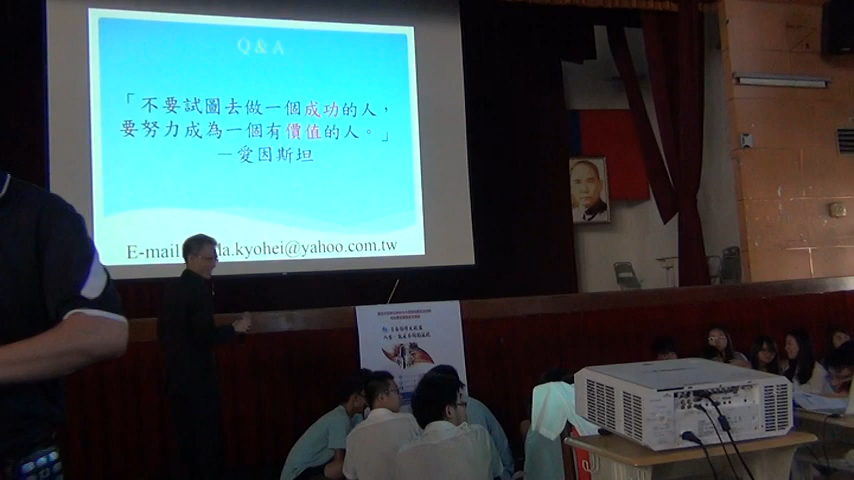 Q&A
「不要試圖去做一個成功的人,
要努力成為一個有價值的人。」
－愛因斯坦
E-mail da.kyohei@yahoo.com.tw